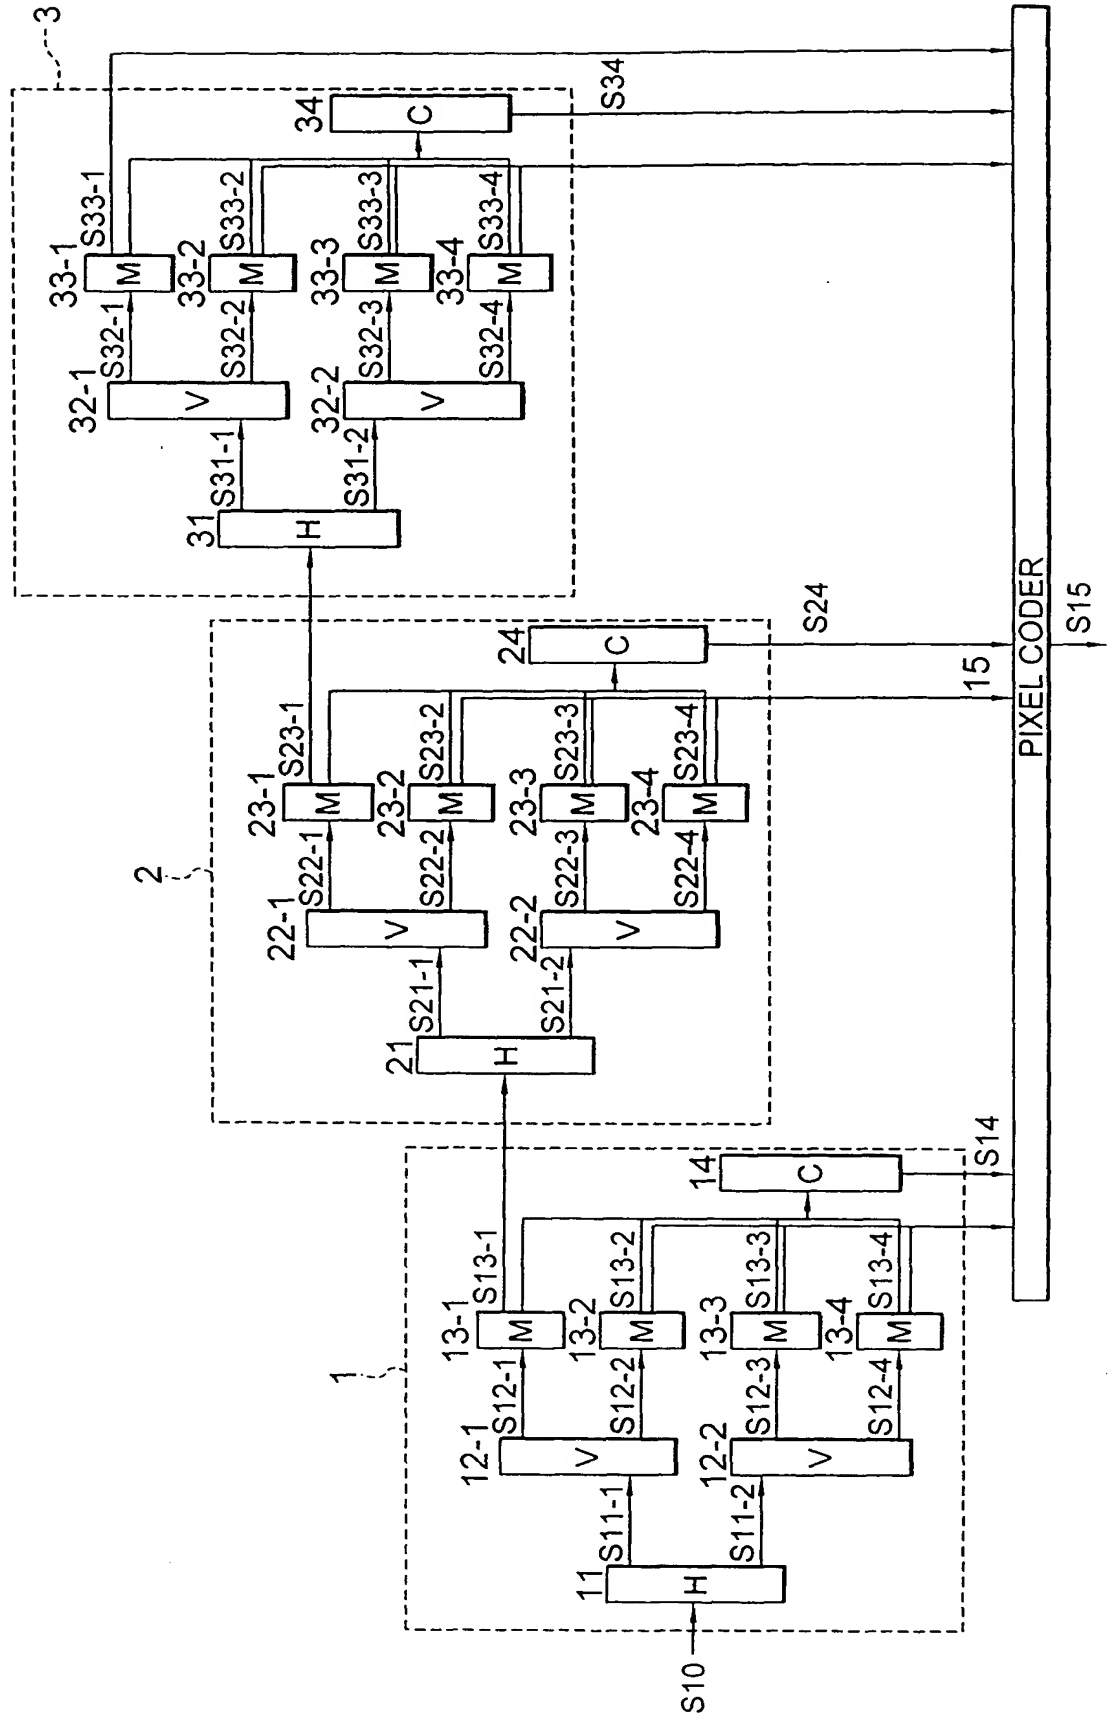 S10
1
11
H
S11-1
S11-2
12-1
V
12-2
V
S12-1
S12-2
S12-3
S12-4
13-1
M
13-2
M
13-3
M
13-4
M
S13-1
S13-2
S13-3
S13-4
14
C
S14
2
21
H
S21-1
S21-2
22-1
V
22-2
V
S22-1
S22-2
S22-3
S22-4
23-1
M
23-2
M
23-3
M
23-4
M
S23-1
S23-2
S23-3
S23-4
24
C
S24
3
31
H
S31-1
S31-2
32-1
V
32-2
V
S32-1
S32-2
S32-3
S32-4
33-1
M
33-2
M
33-3
M
33-4
M
S33-1
S33-2
S33-3
S33-4
34
C
S34
15
PIXEL CODER
S15